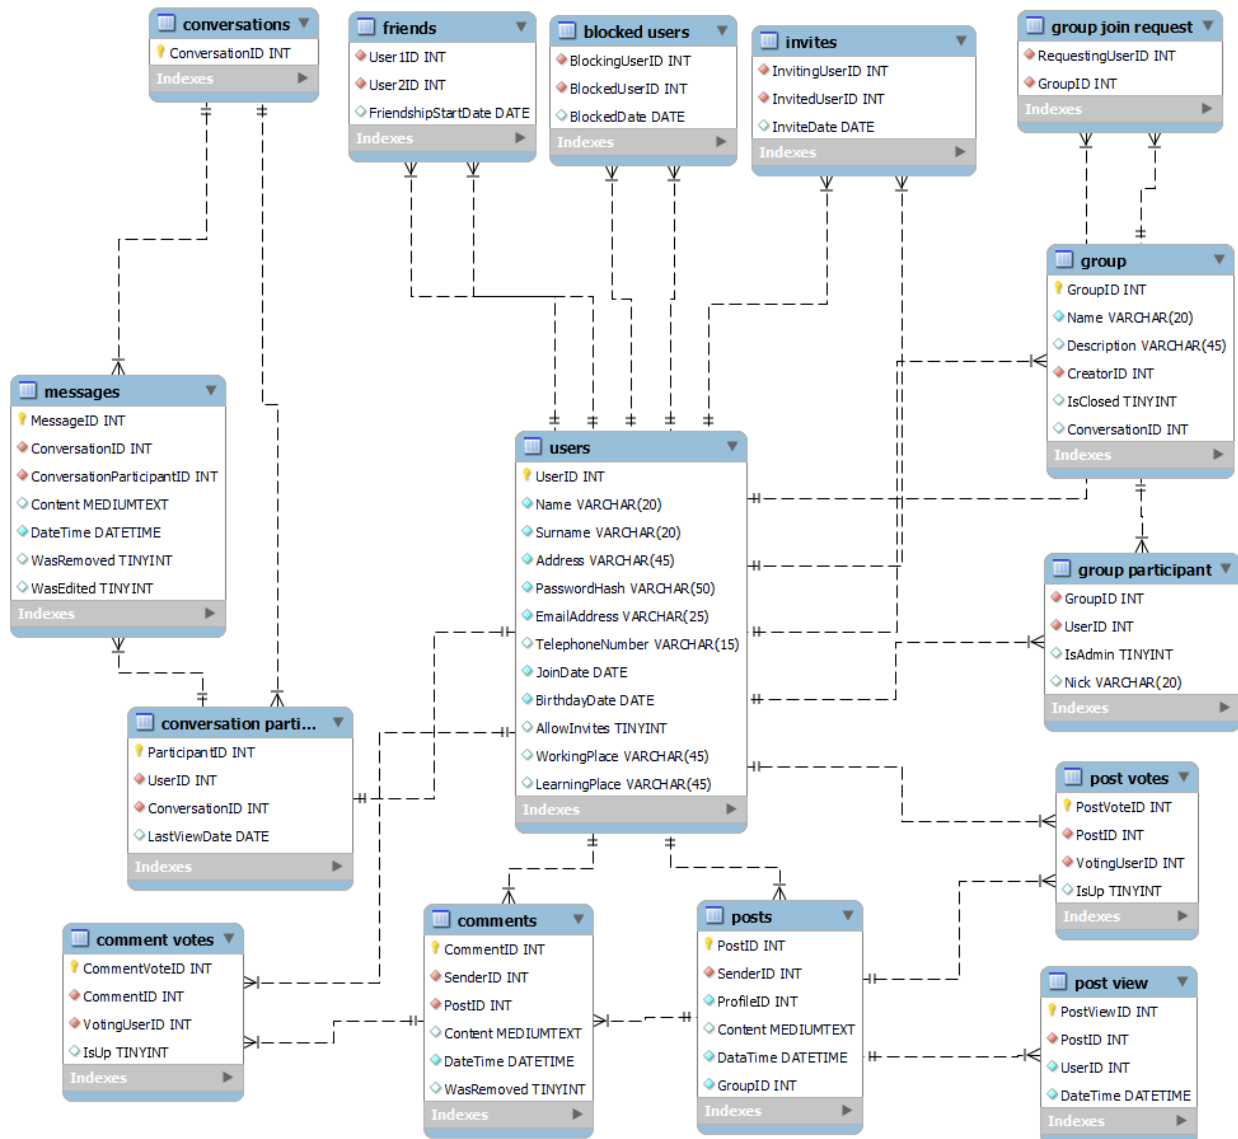 conversations
ConversationID INT
Indexes
friends
User1ID INT
User2ID INT
FriendshipStartDate DATE
Indexes
blocked users
BlockingUserID INT
BlockedUserID INT
BlockedDate DATE
Indexes
invites
InvitingUserID INT
InvitedUserID INT
InviteDate DATE
Indexes
group join request
RequestingUserID INT
GroupID INT
Indexes
group
GroupID INT
Name VARCHAR(20)
Description VARCHAR(45)
CreatorID INT
IsClosed TINYINT
ConversationID INT
Indexes
messages
MessageID INT
ConversationID INT
ConversationParticipantID INT
Content MEDIUMTEXT
DateTime DATETIME
WasRemoved TINYINT
WasEdited TINYINT
Indexes
users
UserID INT
Name VARCHAR(20)
Surname VARCHAR(20)
Address VARCHAR(45)
PasswordHash VARCHAR(50)
EmailAddress VARCHAR(25)
TelephoneNumber VARCHAR(15)
JoinDate DATE
BirthdayDate DATE
AllowInvites TINYINT
WorkingPlace VARCHAR(45)
LearningPlace VARCHAR(45)
Indexes
group participant
GroupID INT
UserID INT
IsAdmin TINYINT
Nick VARCHAR(20)
Indexes
conversation parti...
ParticipantID INT
UserID INT
ConversationID INT
LastViewDate DATE
Indexes
post votes
PostVoteID INT
PostID INT
VotingUserID INT
IsUp TINYINT
Indexes
comment votes
CommentVoteID INT
CommentID INT
VotingUserID INT
IsUp TINYINT
Indexes
comments
CommentID INT
SenderID INT
PostID INT
Content MEDIUMTEXT
DateTime DATETIME
WasRemoved TINYINT
Indexes
posts
PostID INT
SenderID INT
ProfileID INT
Content MEDIUMTEXT
DataTime DATETIME
GroupID INT
Indexes
post view
PostViewID INT
PostID INT
UserID INT
DateTime DATETIME
Indexes